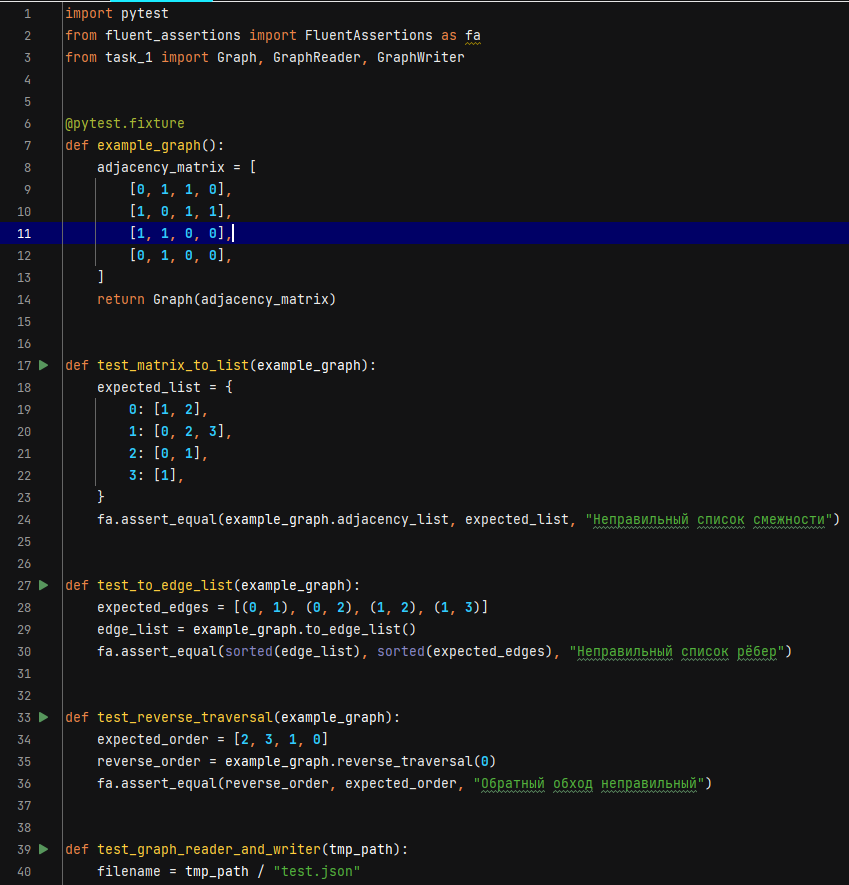 1 import pytest
2 from fluent_assertions import FluentAssertions as fa
3 from task_1 import Graph, GraphReader, GraphWriter
4
5
6 @pytest.fixture
7 def example_graph():
8     adjacency_matrix = [
9         [0, 1, 1, 0],
10         [1, 0, 1, 1],
11         [1, 1, 0, 0],
12         [0, 1, 0, 0],
13     ]
14     return Graph(adjacency_matrix)
15
16
17 def test_matrix_to_list(example_graph):
18     expected_list = {
19         0: [1, 2],
20         1: [0, 2, 3],
21         2: [0, 1],
22         3: [1],
23     }
24     fa.assert_equal(example_graph.adjacency_list, expected_list, "Неправильный список смежности")
25
26
27 def test_to_edge_list(example_graph):
28     expected_edges = [(0, 1), (0, 2), (1, 2), (1, 3)]
29     edge_list = example_graph.to_edge_list()
30     fa.assert_equal(sorted(edge_list), sorted(expected_edges), "Неправильный список рёбер")
31
32
33 def test_reverse_traversal(example_graph):
34     expected_order = [2, 3, 1, 0]
35     reverse_order = example_graph.reverse_traversal(0)
36     fa.assert_equal(reverse_order, expected_order, "Обратный обход неправильный")
37
38
39 def test_graph_reader_and_writer(tmp_path):
40     filename = tmp_path / "test.json"